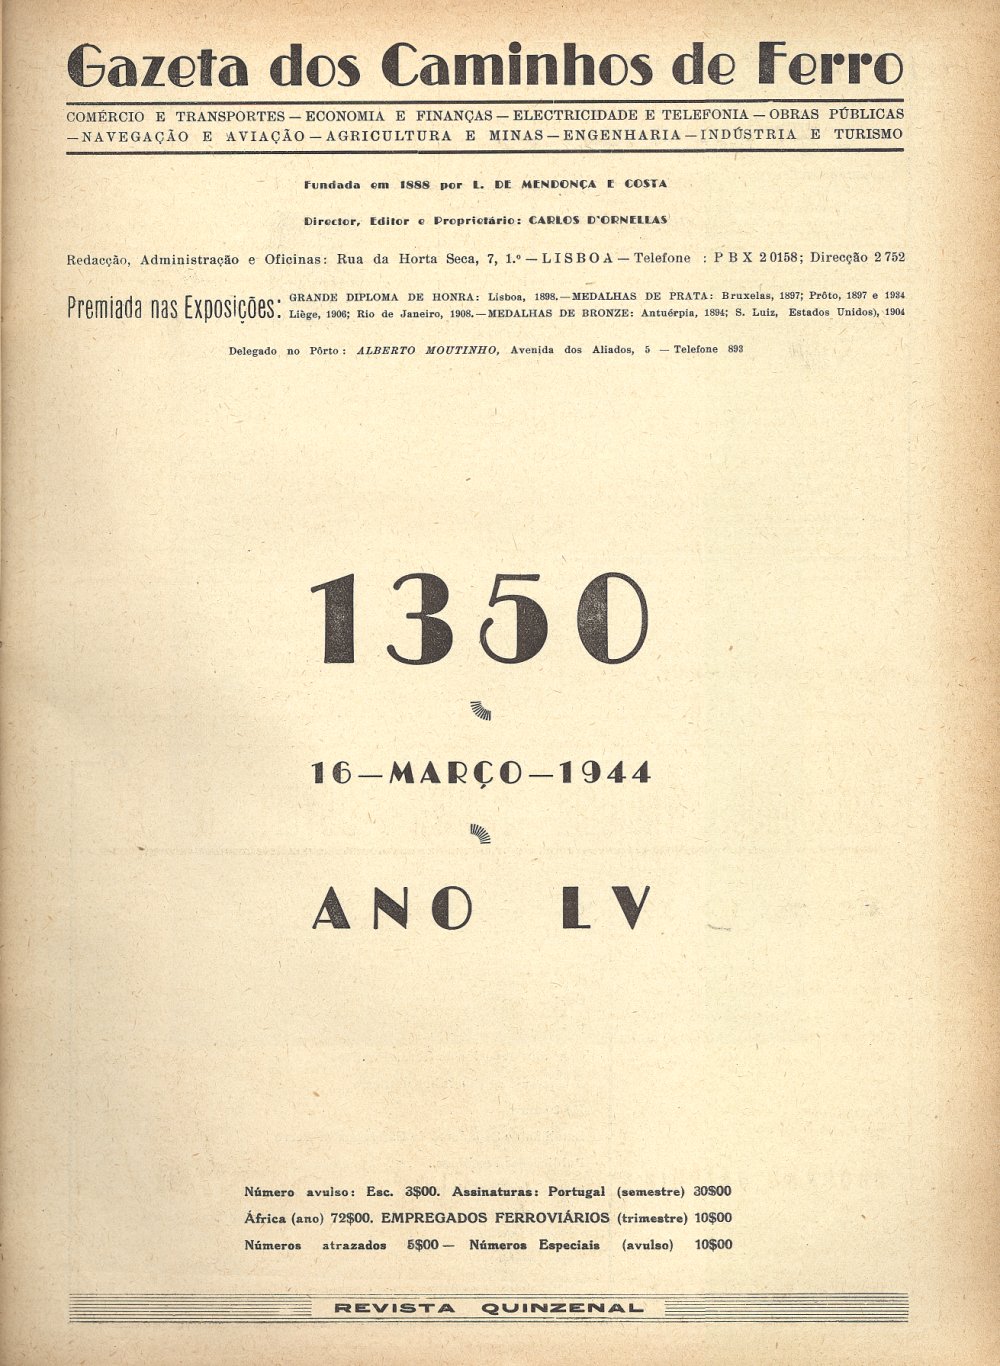 Gazeta dos Caminhos de Ferro
COMÉRCIO E TRANSPORTES — ECONOMIA E FINANÇAS — ELECTRICIDADE E TELEFONIA — OBRAS PÚBLICAS
— NAVEGAÇÃO E AVIAÇÃO — AGRICULTURA E MINAS — ENGENHARIA — INDÚSTRIA E TURISMO
Fundada em 1888 por L. DE MENDONÇA E COSTA
Director, Editor e Proprietário: CARLOS D'ORNELLAS
Redacção, Administração e Oficinas: Rua da Horta Seca, 7, 1.º — LISBOA — Telefone : PBX 20158; Direcção 2752
Premiada nas Exposições:
GRANDE DIPLOMA DE HONRA: Lisboa, 1898. — MEDALHAS DE PRATA: Bruxelas, 1897; Prôto, 1897 e 1934
Liège, 1906; Rio de Janeiro, 1908. — MEDALHAS DE BRONZE: Antuérpia, 1894; S. Luiz, Estados Unidos), 1904
Delegado no Pôrto : ALBERTO MOUTINHO, Avenida dos Aliados, 5 — Telefone 893
1350
16—MARÇO—1944
ANO LV
Número avulso: Esc. 3$00. Assinaturas: Portugal (semestre) 30$00
África (ano) 72$00. EMPREGADOS FERROVIÁRIOS (trimestre) 10$00
Números atrazados 5$00 — Números Especiais (avulso) 10$00
REVISTA QUINZENAL